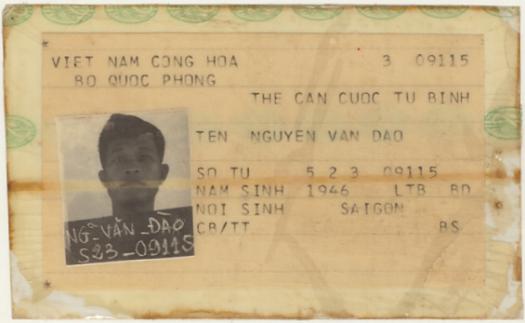 VIET NAM CONG HOA 3 09115
BO QUOC PHONG
THE CAN CUOC TU BINH
TEN NGUYEN VAN DAO
SO TU 5 2 3 09115
NAM SINH 1946 LTB BD
NOI SINH SAIGON
CB/TT BS
NG-VĂN-ĐÀO
523-09115